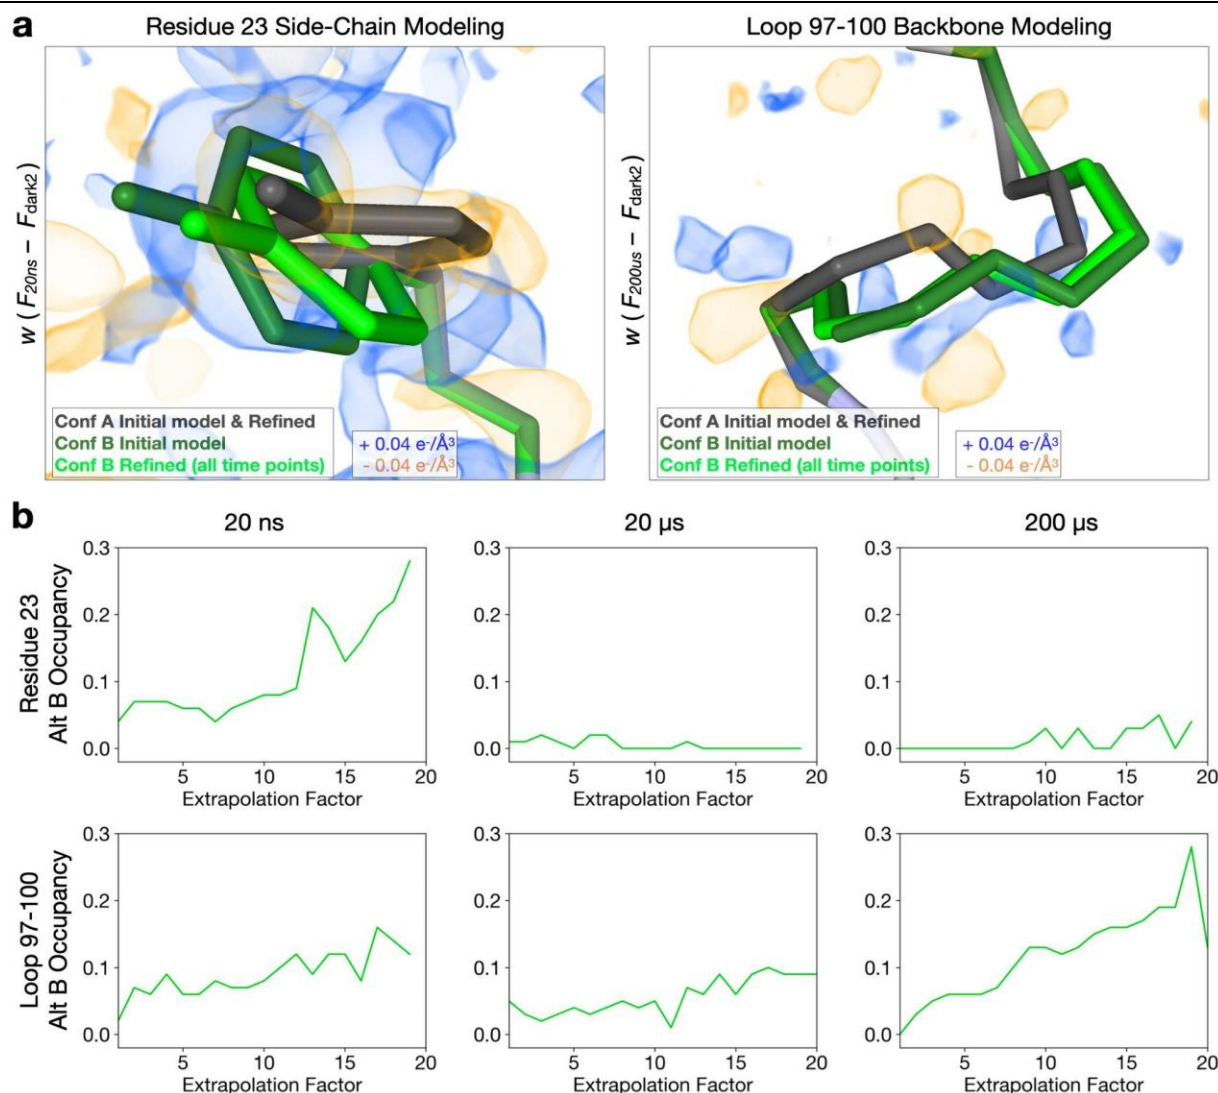 a
Residue 23 Side-Chain Modeling
Loop 97-100 Backbone Modeling
w ( F20ns − Fdark2)
w ( F200us − Fdark2)
Conf A Initial model & Refined
Conf B Initial model
Conf B Refined (all time points)
+ 0.04 e-/Å3
- 0.04 e-/Å3
Conf A Initial model & Refined
Conf B Initial model
Conf B Refined (all time points)
+ 0.04 e-/Å3
- 0.04 e-/Å3
b
20 ns
20 µs
200 µs
Residue 23
Alt B Occupancy
0.3
0.2
0.1
0.0
5 10 15 20
Extrapolation Factor
0.3
0.2
0.1
0.0
5 10 15 20
Extrapolation Factor
0.3
0.2
0.1
0.0
5 10 15 20
Extrapolation Factor
Loop 97-100
Alt B Occupancy
0.3
0.2
0.1
0.0
5 10 15 20
Extrapolation Factor
0.3
0.2
0.1
0.0
5 10 15 20
Extrapolation Factor
0.3
0.2
0.1
0.0
5 10 15 20
Extrapolation Factor